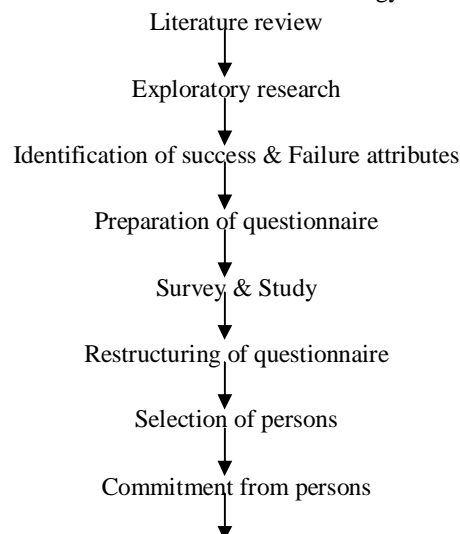 Literature review
Exploratory research
Identification of success & Failure attributes
Preparation of questionnaire
Survey & Study
Restructuring of questionnaire
Selection of persons
Commitment from persons